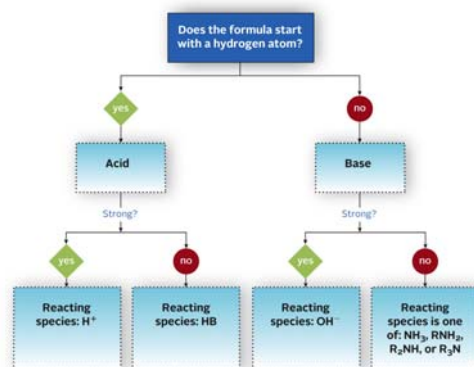 Does the formula start
with a hydrogen atom?
yes
no
Acid
Base
Strong?
Strong?
yes
no
yes
no
Reacting
species: H⁺
Reacting
species: HB
Reacting
species: OH⁻
Reacting
species is one
of: NH₃, RNH₂,
R₂NH, or R₃N